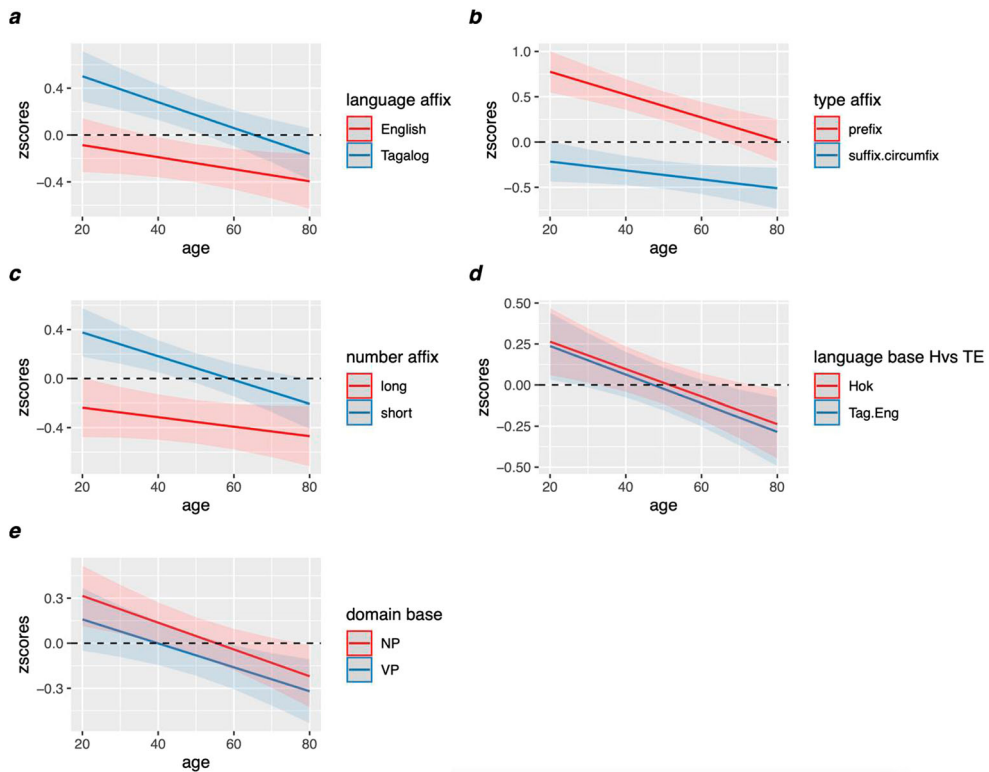 a
zscores
0.4
0.0
−0.4
20 40 60 80
age
language affix
English
Tagalog
b
zscores
1.0
0.5
0.0
−0.5
20 40 60 80
age
type affix
prefix
suffix.circumfix
c
zscores
0.4
0.0
−0.4
20 40 60 80
age
number affix
long
short
d
zscores
0.50
0.25
0.00
−0.25
−0.50
20 40 60 80
age
language base Hvs TE
Hok
Tag.Eng
e
zscores
0.3
0.0
−0.3
20 40 60 80
age
domain base
NP
VP